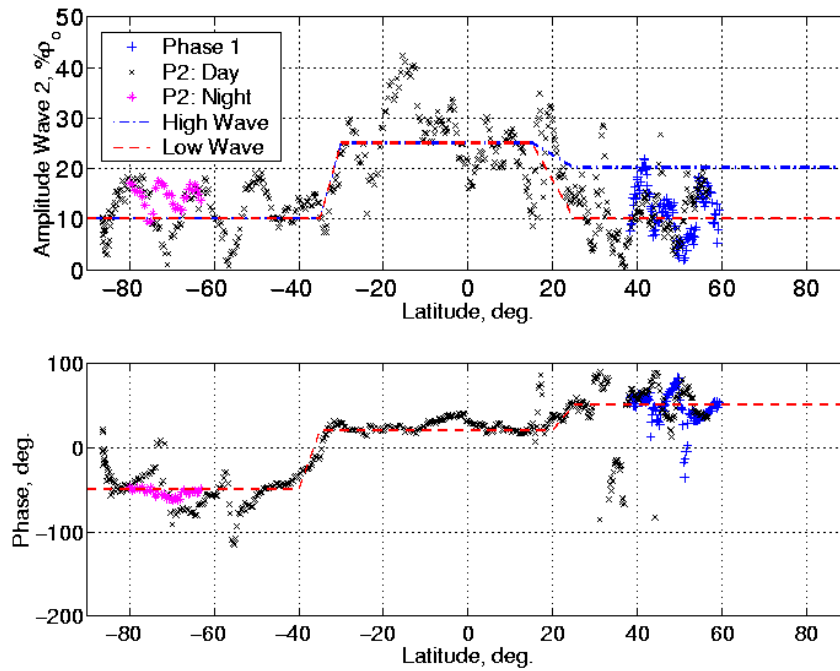 Amplitude Wave 2, %ρo
50
40
30
20
10
0
Phase 1
P2: Day
P2: Night
High Wave
Low Wave
−80 −60 −40 −20 0 20 40 60 80
Latitude, deg.
Phase, deg.
100
0
−100
−200
−80 −60 −40 −20 0 20 40 60 80
Latitude, deg.